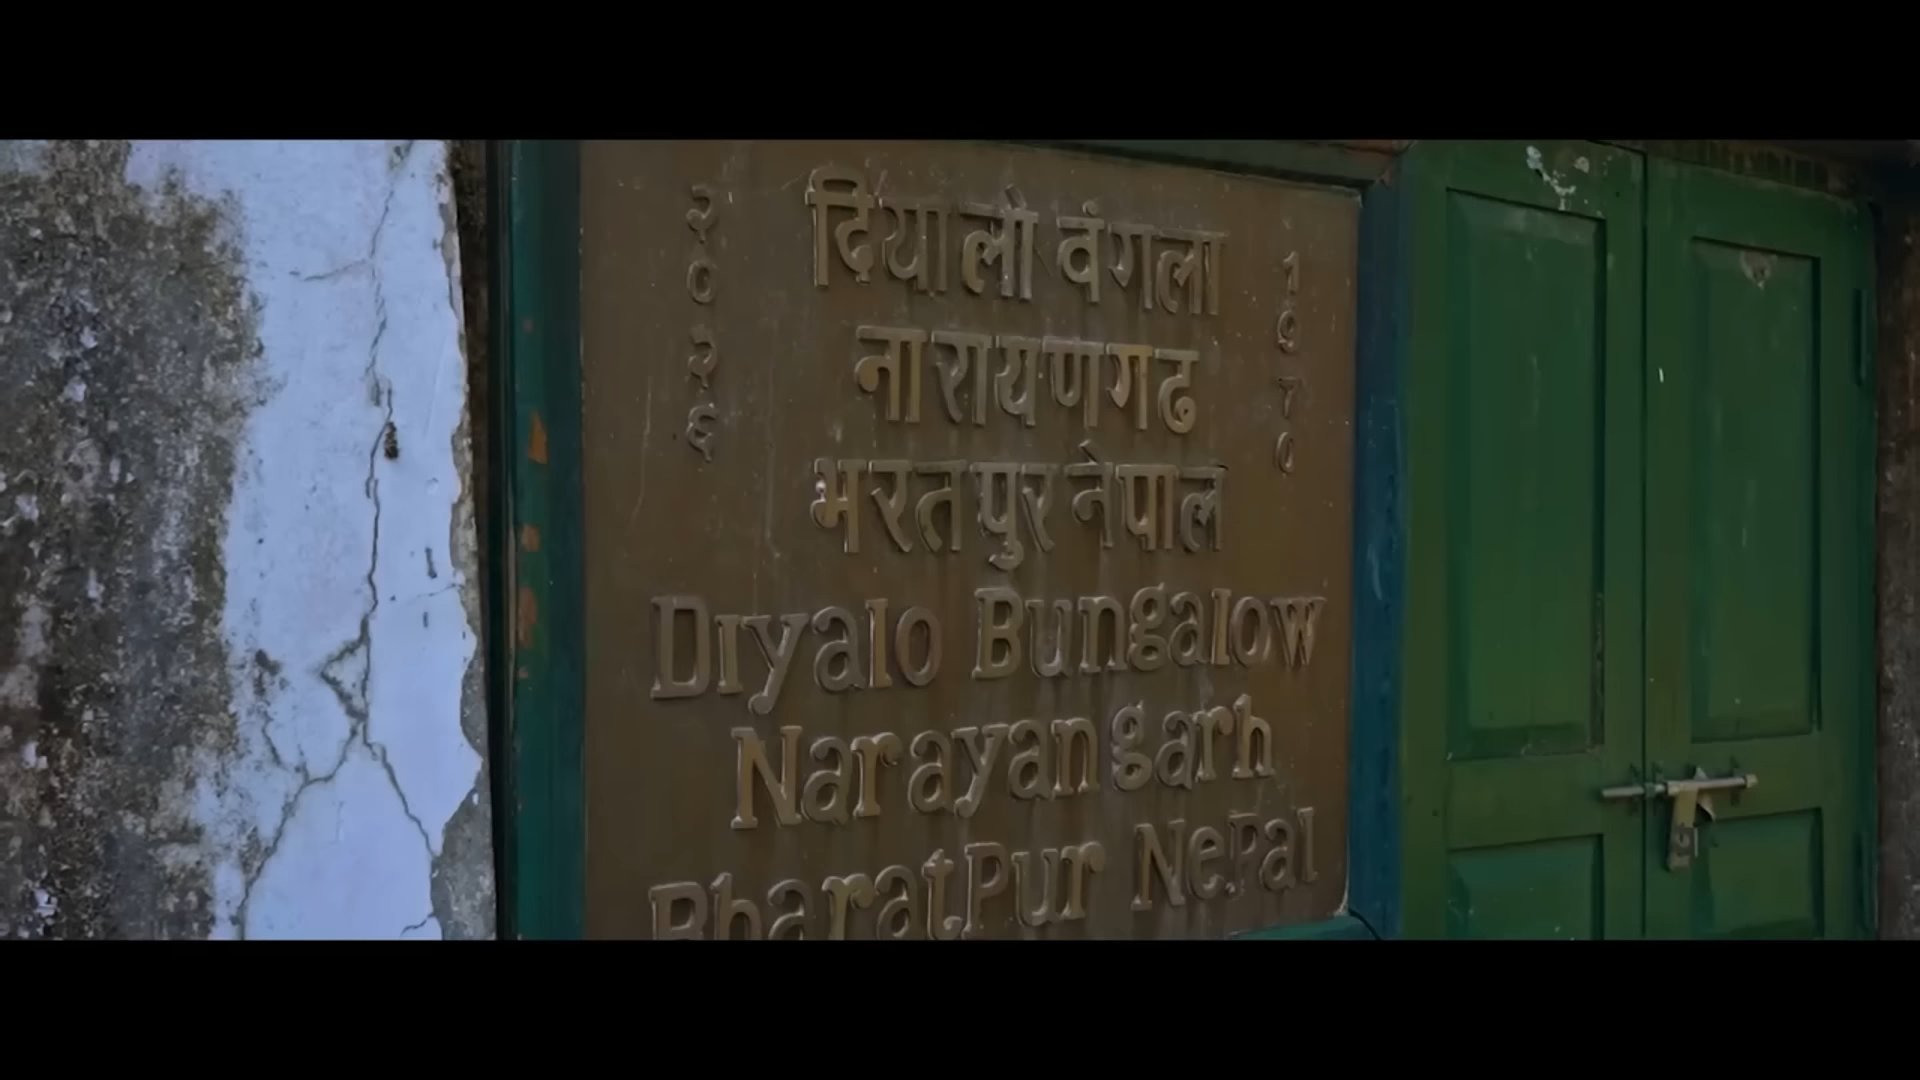 २०२६
दियालो वंगला
1970
नारायणगढ
भरतपुर नेपाल
Diyalo Bungalow
Narayangarh
BharatPur NePal